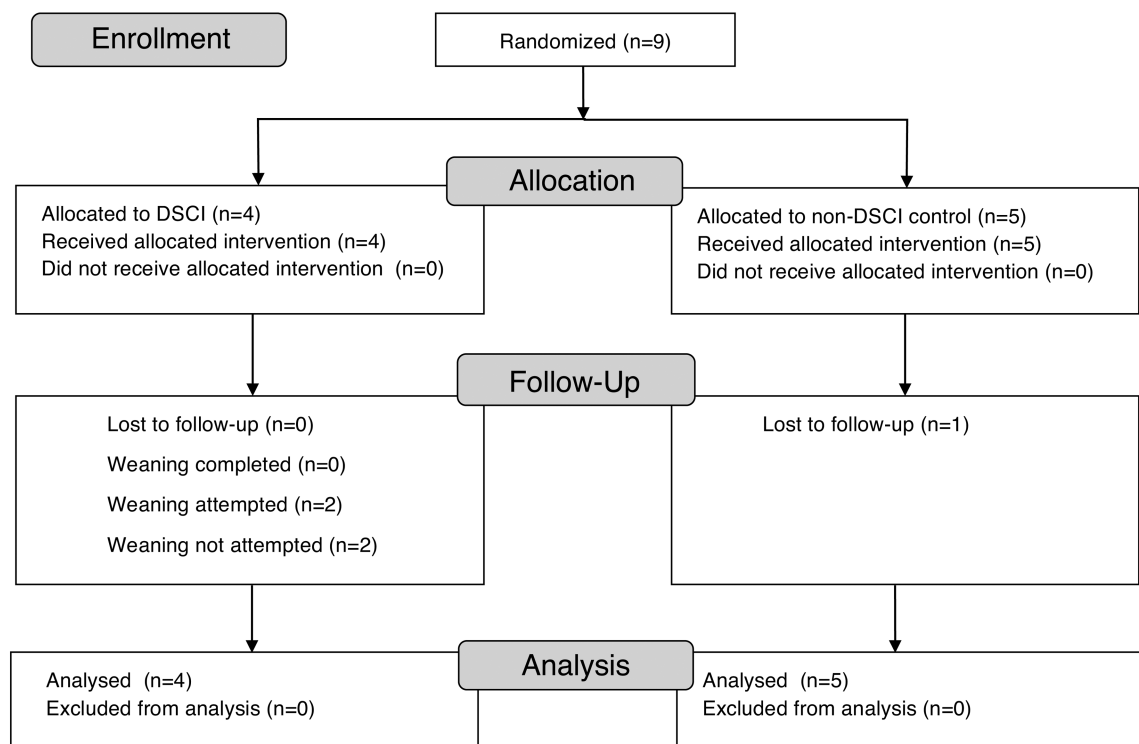 Enrollment
Randomized (n=9)
Allocation
Allocated to DSCI (n=4)
Received allocated intervention (n=4)
Did not receive allocated intervention (n=0)
Allocated to non-DSCI control (n=5)
Received allocated intervention (n=5)
Did not receive allocated intervention (n=0)
Follow-Up
Lost to follow-up (n=0)
Weaning completed (n=0)
Weaning attempted (n=2)
Weaning not attempted (n=2)
Lost to follow-up (n=1)
Analysis
Analysed (n=4)
Excluded from analysis (n=0)
Analysed (n=5)
Excluded from analysis (n=0)